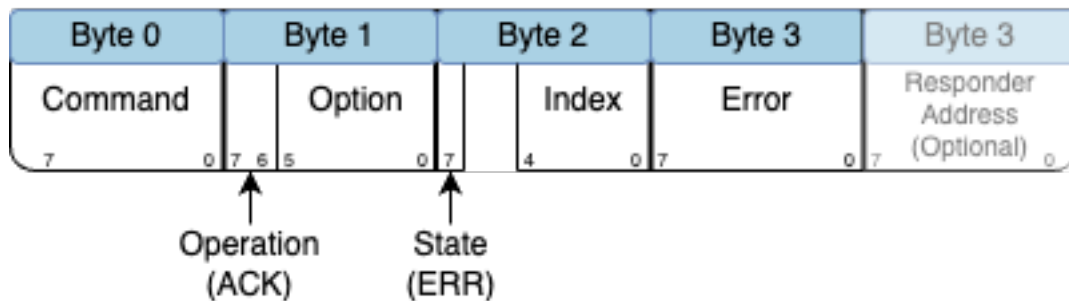 Byte 0 Byte 1 Byte 2 Byte 3 Byte 3
Command Option Index Error Responder
Address
(Optional)
7 0 7 6 5 0 7 4 0 7 0 7 0
Operation State
(ACK) (ERR)